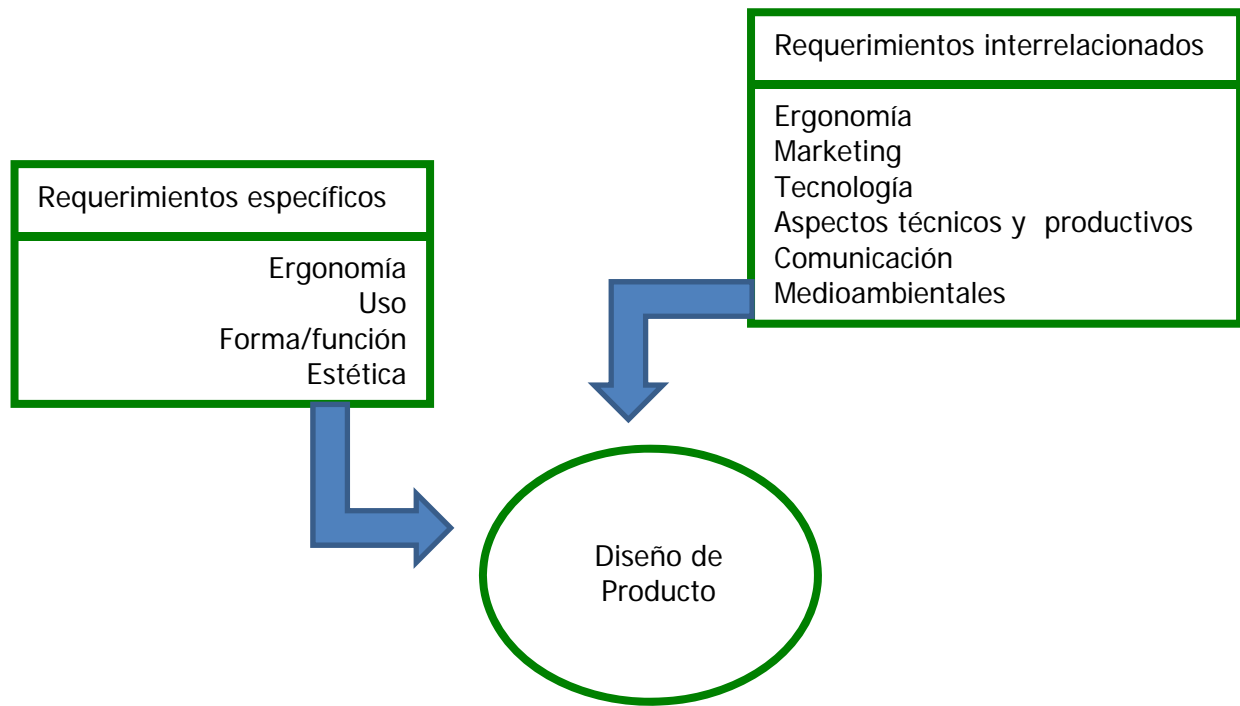 Requerimientos interrelacionados
Ergonomía
Marketing
Tecnología
Aspectos técnicos y  productivos
Comunicación
Medioambientales
Requerimientos específicos
Ergonomía
Uso
Forma/función
Estética
Diseño de
Producto